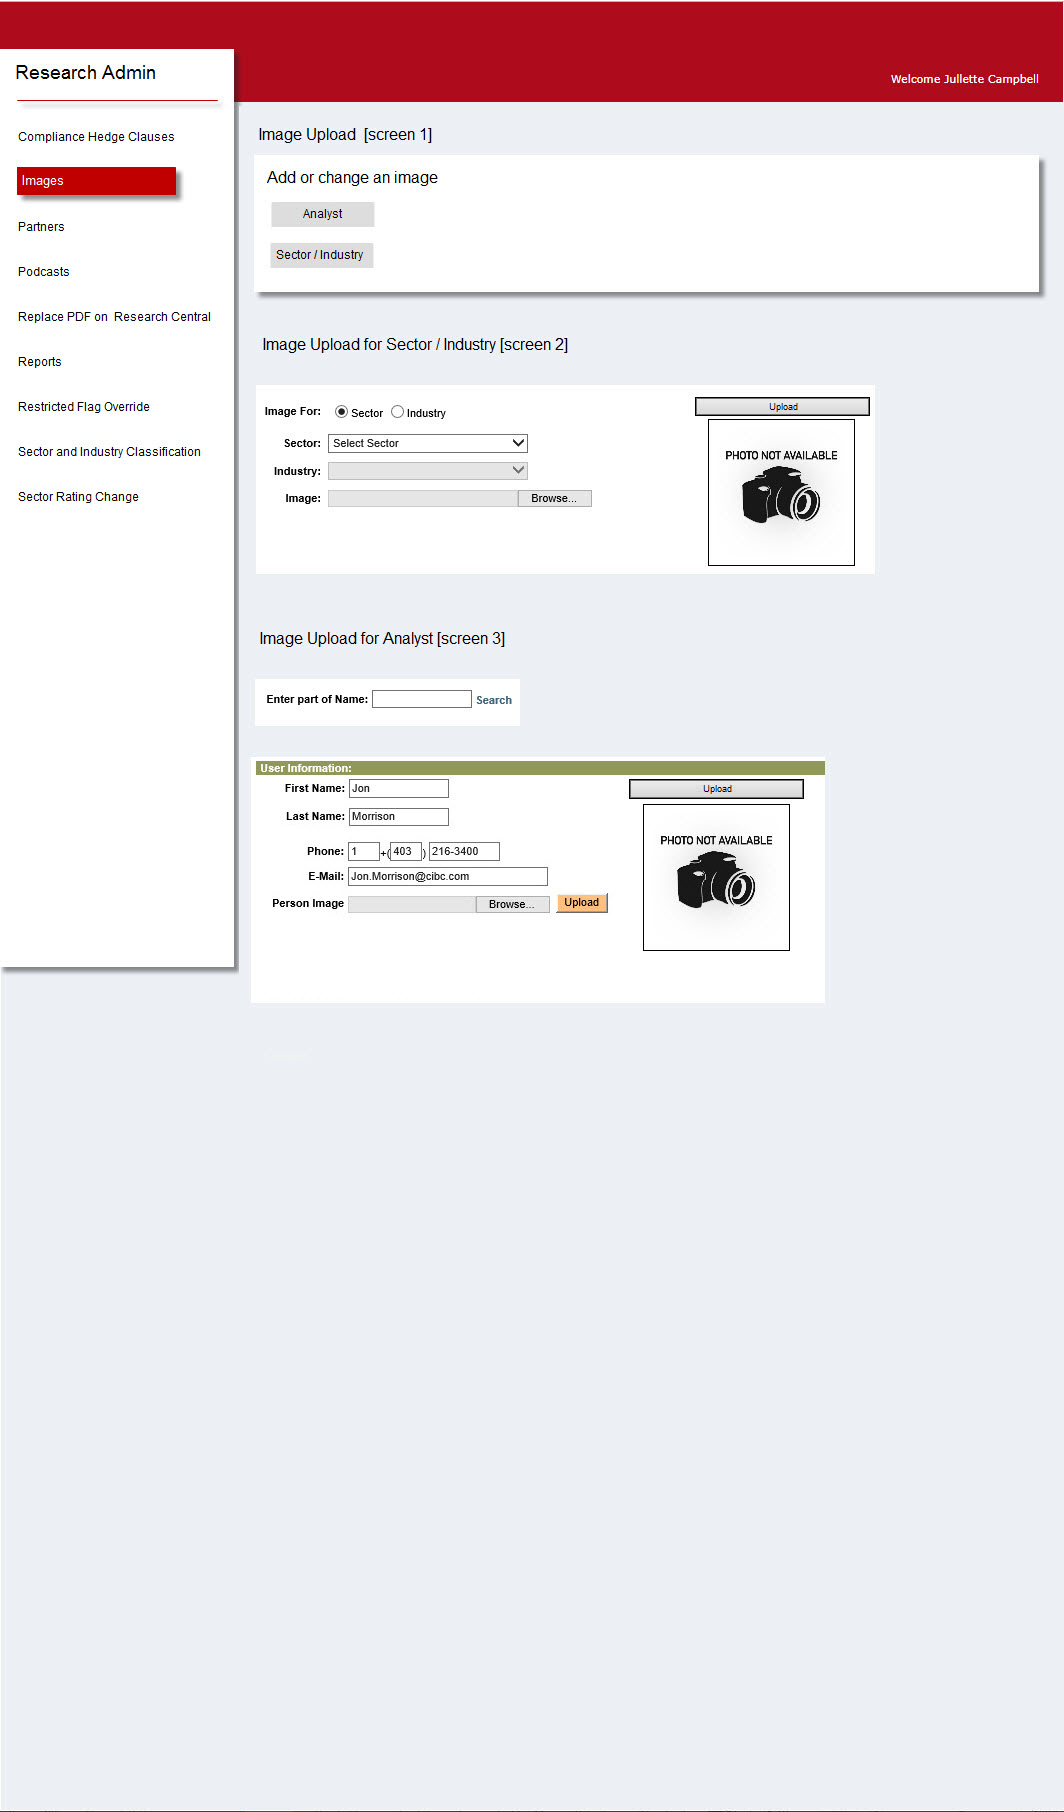 Research Admin
Welcome Jullette Campbell
Compliance Hedge Clauses
Images
Partners
Podcasts
Replace PDF on  Research Central
Reports
Restricted Flag Override
Sector and Industry Classification
Sector Rating Change
Image Upload  [screen 1]
Add or change an image
Analyst
Sector / Industry
Image Upload for Sector / Industry [screen 2]
Image For: Sector Industry
Sector: Select Sector
Industry:
Image: Browse...
Upload
PHOTO NOT AVAILABLE
Image Upload for Analyst [screen 3]
Enter part of Name: Search
User Information:
First Name: Jon
Last Name: Morrison
Phone: 1 +( 403 ) 216-3400
E-Mail: Jon.Morrison@cibc.com
Person Image Browse... Upload
Upload
PHOTO NOT AVAILABLE